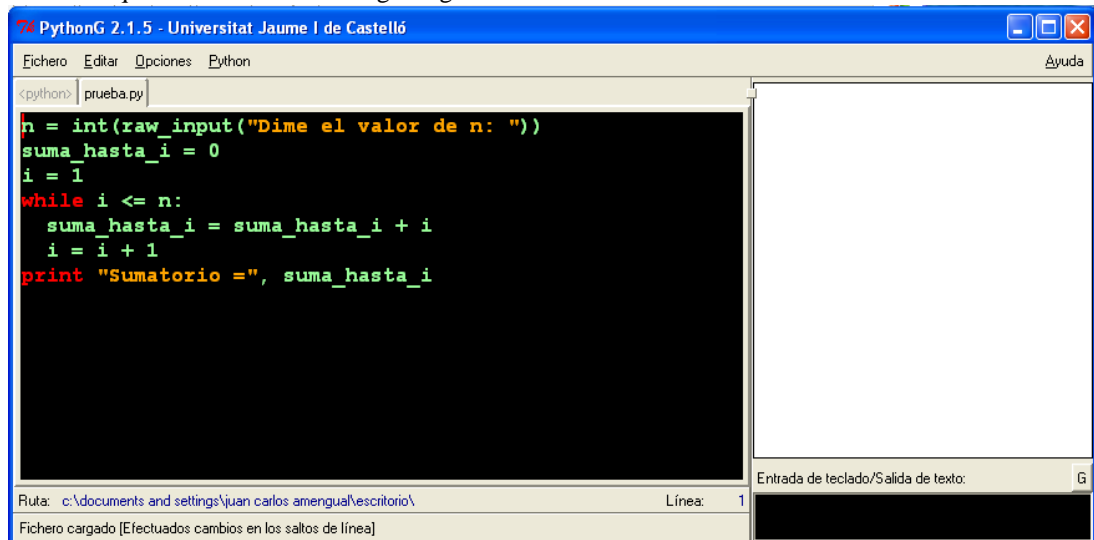 PythonG 2.1.5 - Universitat Jaume I de Castelló
Fichero Editar Opciones Python Ayuda
<python> prueba.py
n = int(raw_input("Dime el valor de n: "))
suma_hasta_i = 0
i = 1
while i <= n:
  suma_hasta_i = suma_hasta_i + i
  i = i + 1
print "Sumatorio =", suma_hasta_i
Entrada de teclado/Salida de texto: G
Ruta: c:\documents and settings\juan carlos amengual\escritorio\ Línea: 1
Fichero cargado [Efectuados cambios en los saltos de línea]